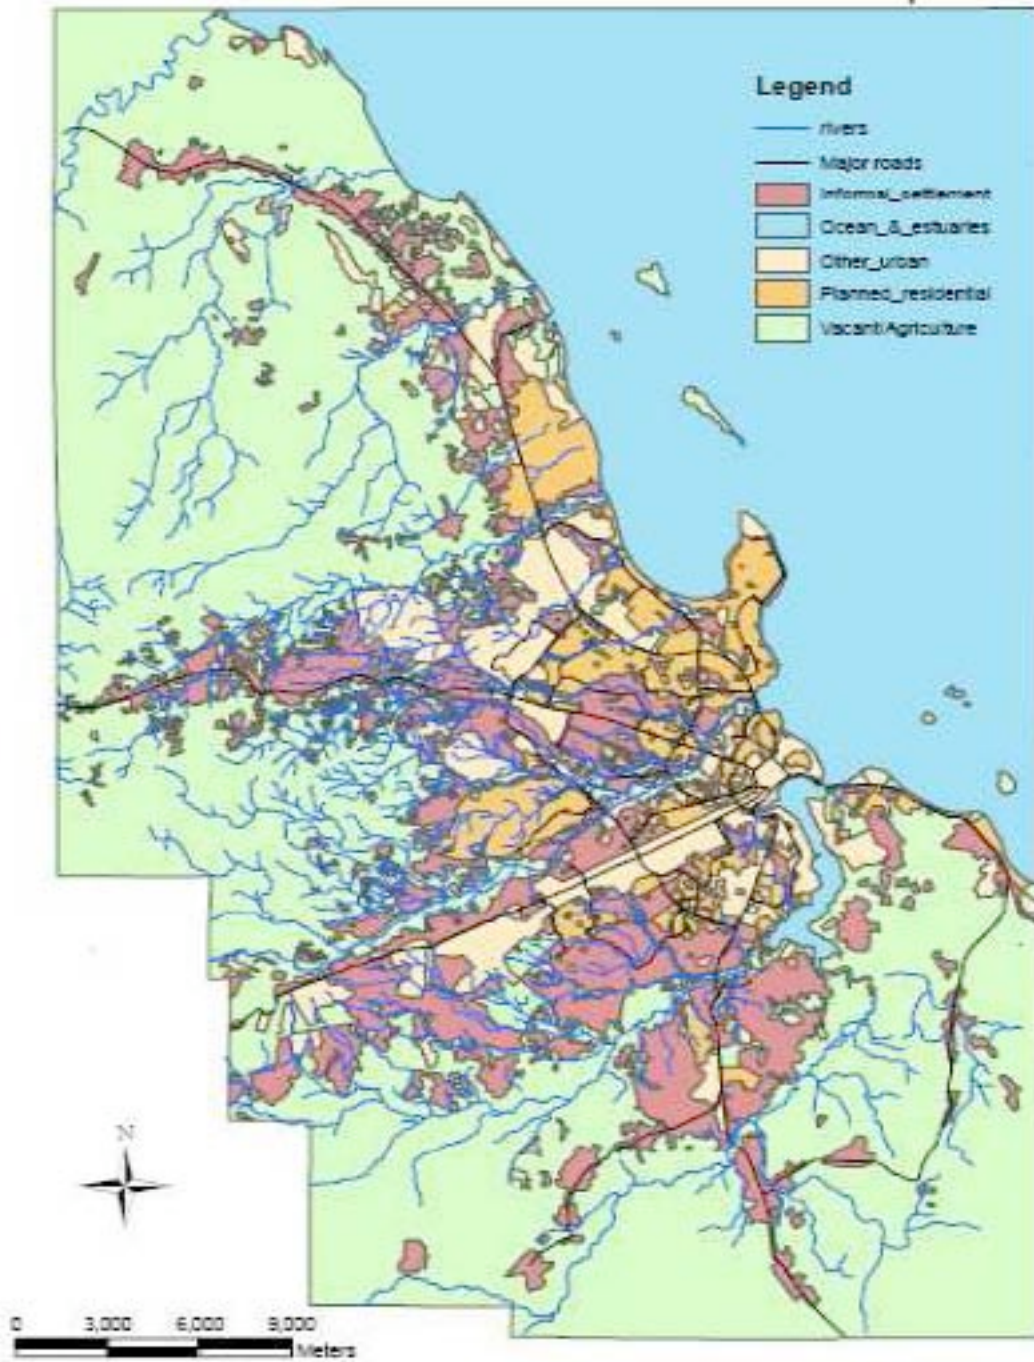 Legend
rivers
Major roads
Informal_settlement
Ocean_&_estuaries
Other_urban
Planned_residential
Vacant/Agriculture
N
0 3,000 6,000 9,000
Meters